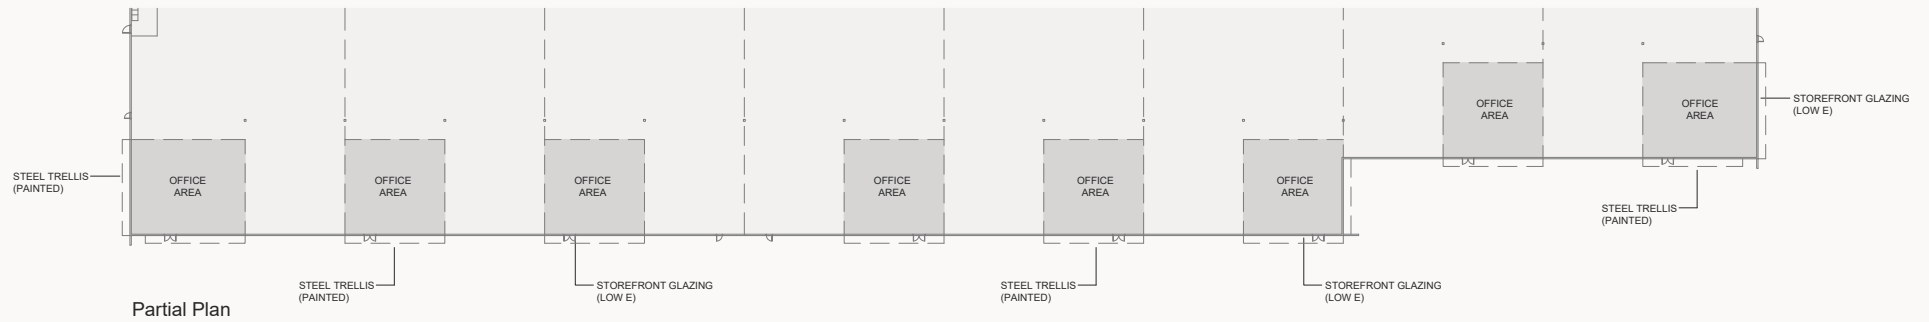 OFFICE
AREA
OFFICE
AREA
STOREFRONT GLAZING
(LOW E)
STEEL TRELLIS
(PAINTED)
OFFICE
AREA
OFFICE
AREA
OFFICE
AREA
OFFICE
AREA
OFFICE
AREA
OFFICE
AREA
STEEL TRELLIS
(PAINTED)
STEEL TRELLIS
(PAINTED)
STOREFRONT GLAZING
(LOW E)
STEEL TRELLIS
(PAINTED)
STOREFRONT GLAZING
(LOW E)
Partial Plan